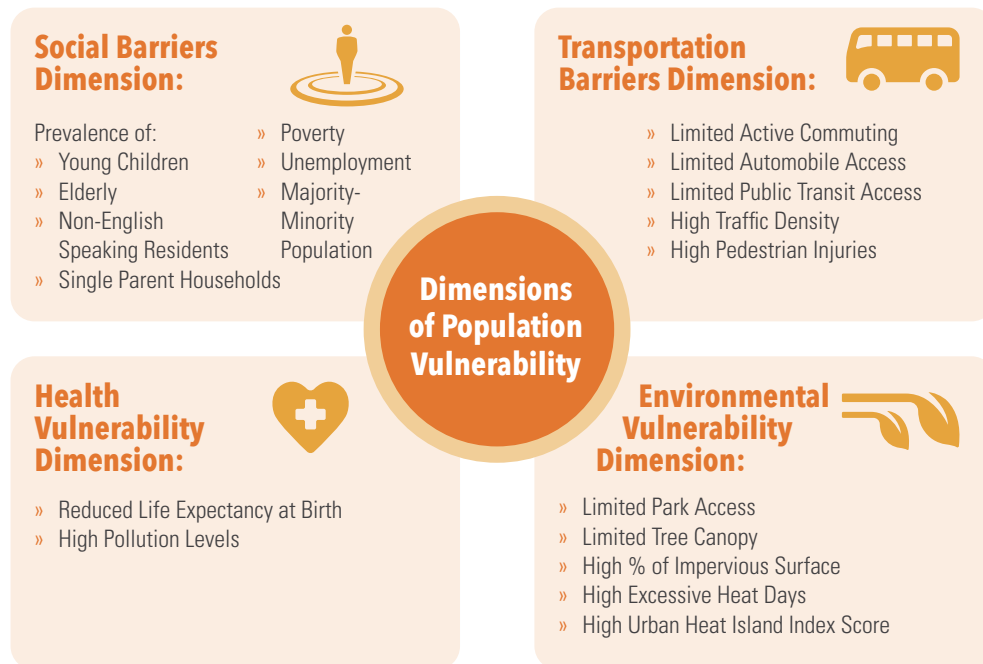 Social Barriers
Dimension:
Prevalence of:
» Young Children
» Elderly
» Non-English
Speaking Residents
» Single Parent Households
» Poverty
» Unemployment
» Majority-
Minority
Population
Transportation
Barriers Dimension:
» Limited Active Commuting
» Limited Automobile Access
» Limited Public Transit Access
» High Traffic Density
» High Pedestrian Injuries
Dimensions
of Population
Vulnerability
Health
Vulnerability
Dimension:
» Reduced Life Expectancy at Birth
» High Pollution Levels
Environmental
Vulnerability
Dimension:
» Limited Park Access
» Limited Tree Canopy
» High % of Impervious Surface
» High Excessive Heat Days
» High Urban Heat Island Index Score